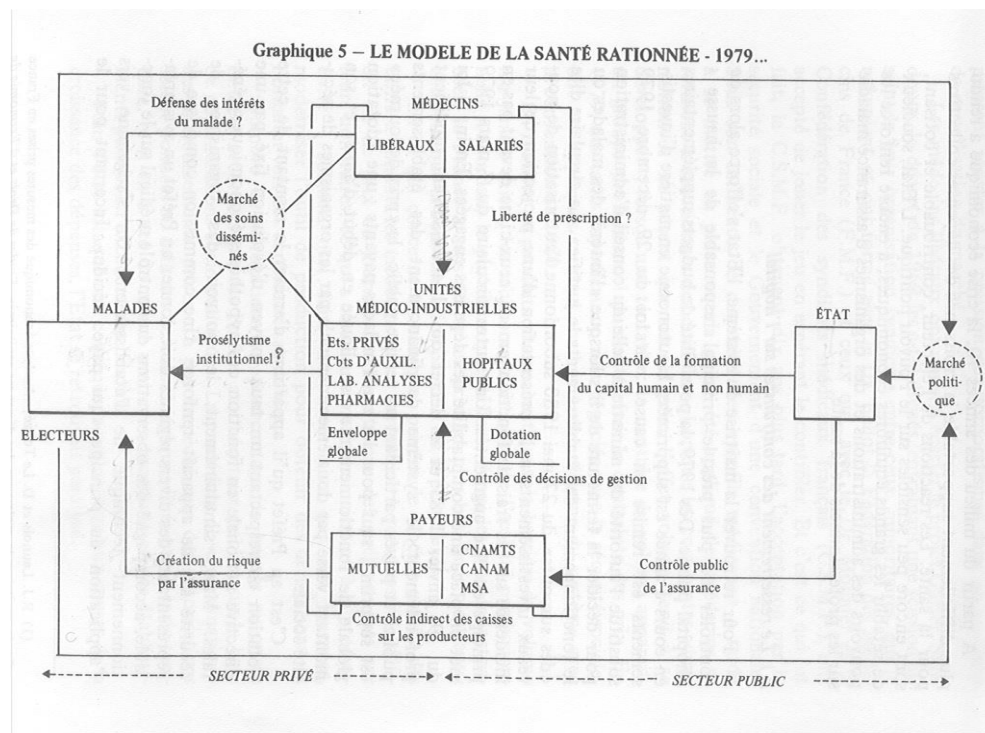 Graphique 5 – LE MODELE DE LA SANTÉ RATIONNÉE - 1979...
Défense des intérêts
du malade ?
MÉDECINS
LIBÉRAUX
SALARIÉS
Marché
des soins
dissémi-
nés
Liberté de prescription ?
MALADES
UNITÉS
MÉDICO-INDUSTRIELLES
ÉTAT
Prosélytisme
institutionnel ?
Ets. PRIVÉS
Cbts D'AUXIL.
LAB. ANALYSES
PHARMACIES
HOPITAUX
PUBLICS
Contrôle de la formation
du capital humain et non humain
Marché
politi-
que
ELECTEURS
Enveloppe
globale
Dotation
globale
Contrôle des décisions de gestion
PAYEURS
Création du risque
par l'assurance
MUTUELLES
CNAMTS
CANAM
MSA
Contrôle public
de l'assurance
Contrôle indirect des caisses
sur les producteurs
SECTEUR PRIVÉ
SECTEUR PUBLIC